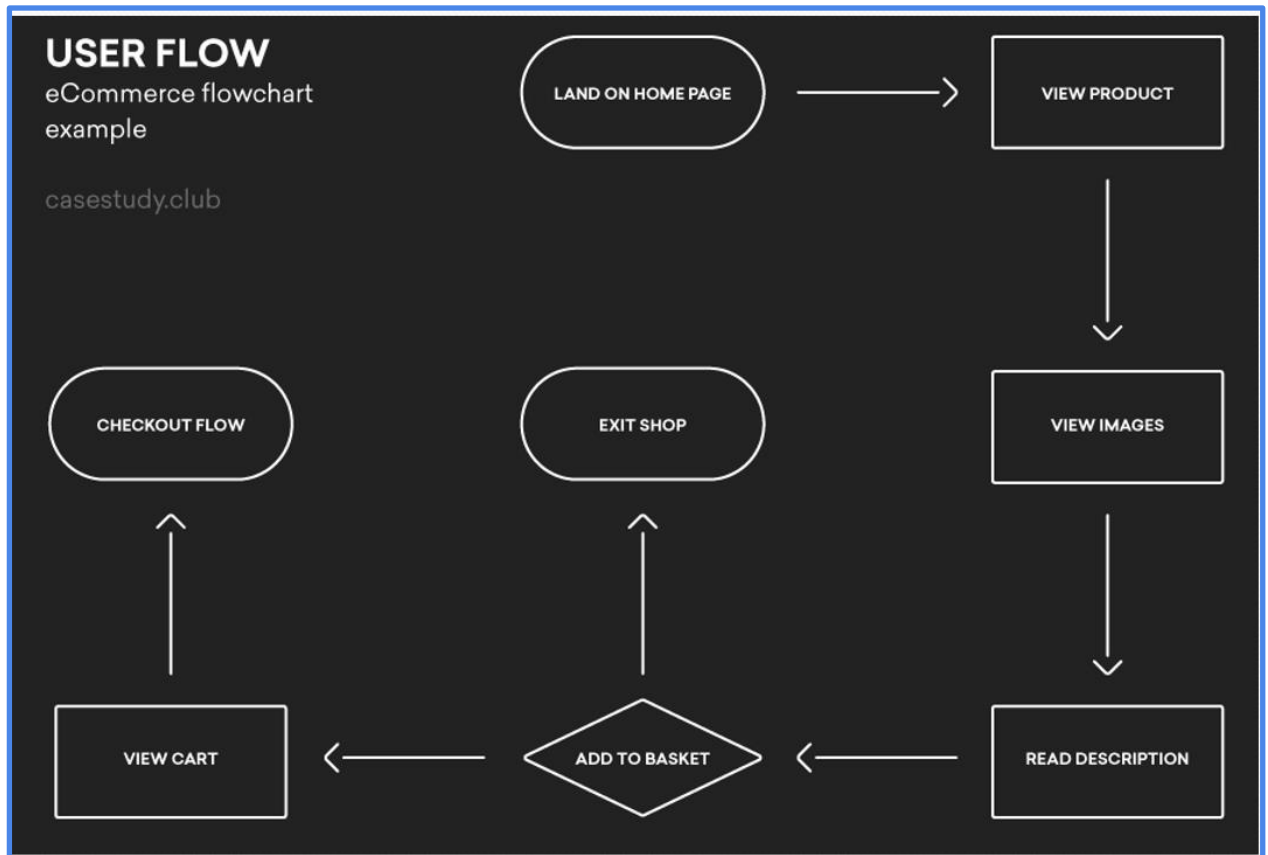 USER FLOW
eCommerce flowchart
example
casestudy.club
LAND ON HOME PAGE
VIEW PRODUCT
CHECKOUT FLOW
EXIT SHOP
VIEW IMAGES
VIEW CART
ADD TO BASKET
READ DESCRIPTION